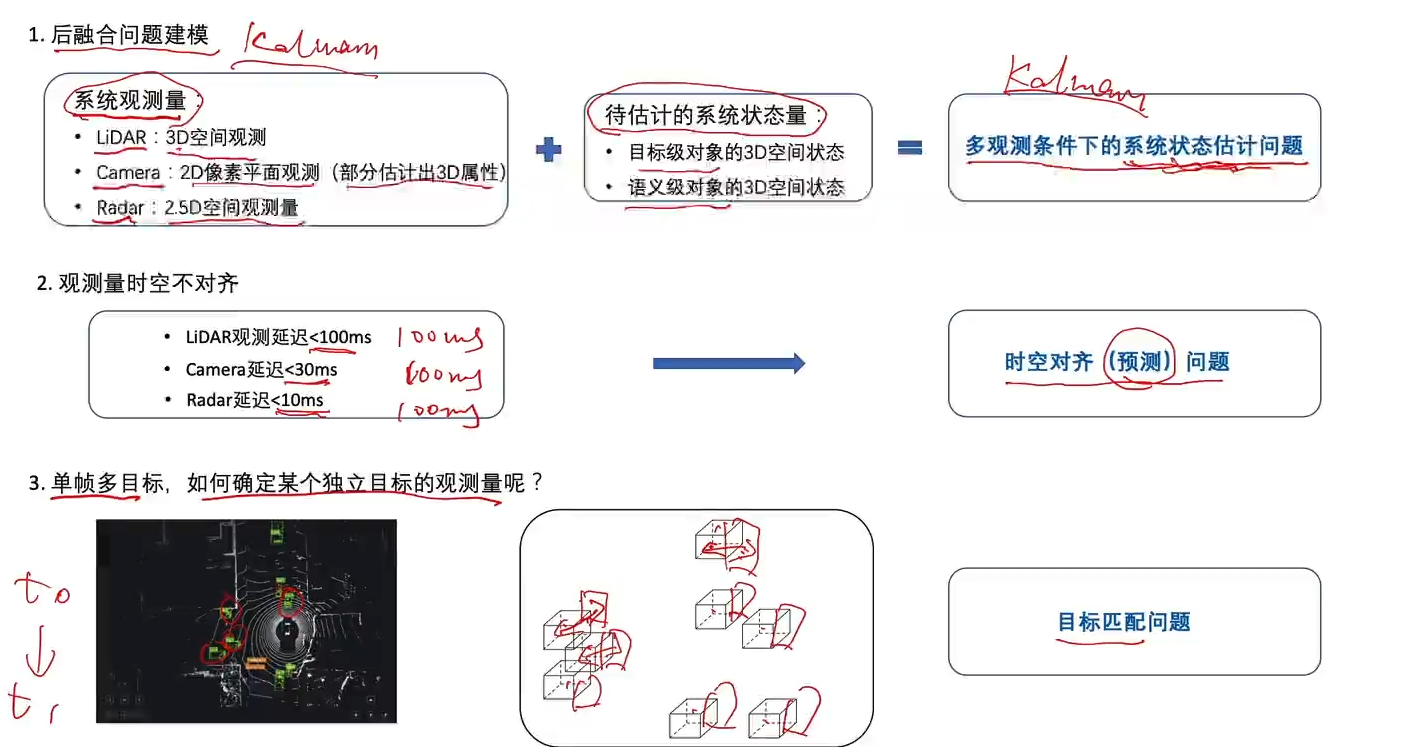 1. 后融合问题建模
Kalmam
系统观测量：
• LiDAR：3D空间观测
• Camera：2D像素平面观测（部分估计出3D属性）
• Radar：2.5D空间观测量
待估计的系统状态量：
• 目标级对象的3D空间状态
• 语义级对象的3D空间状态
Kalmam
多观测条件下的系统状态估计问题
2. 观测量时空不对齐
• LiDAR观测延迟<100ms 100ms
• Camera延迟<30ms 100ms
• Radar延迟<10ms 100ms
时空对齐（预测）问题
3. 单帧多目标，如何确定某个独立目标的观测量呢？
t0
t1
目标匹配问题